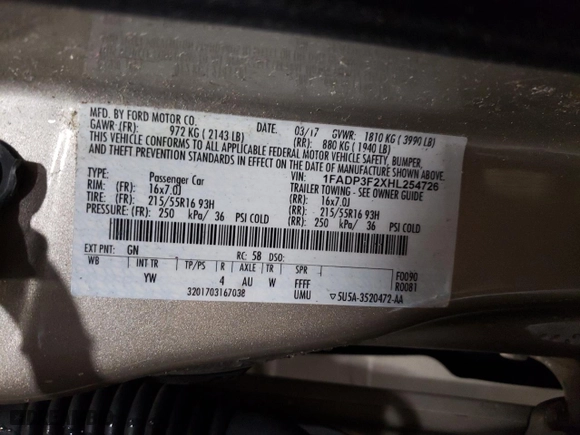 MFD. BY FORD MOTOR CO.
DATE: 03/17 GVWR: 1810 KG ( 3990 LB)
GAWR (FR): 972 KG ( 2143 LB) (RR): 880 KG ( 1940 LB)
THIS VEHICLE CONFORMS TO ALL APPLICABLE FEDERAL MOTOR VEHICLE SAFETY, BUMPER,
AND THEFT PREVENTION STANDARDS IN EFFECT ON THE DATE OF MANUFACTURE SHOWN ABOVE.
VIN: 1FADP3F2XHL254726
TYPE: Passenger Car TRAILER TOWING - SEE OWNER GUIDE
RIM: (FR) 16x7.0J (RR) 16x7.0J
TIRE: (FR) 215/55R16 93H (RR) 215/55R16 93H
PRESSURE: (FR) 250 kPa/ 36 PSI COLD (RR) 250 kPa/ 36 PSI COLD
EXT PNT: GN RC: 58 DSO:
WB INT TR TP/PS R AXLE TR SPR F0090
YW 4 AU W FFFF R0081
3201703167038 UMU ▽5U5A-3520472-AA